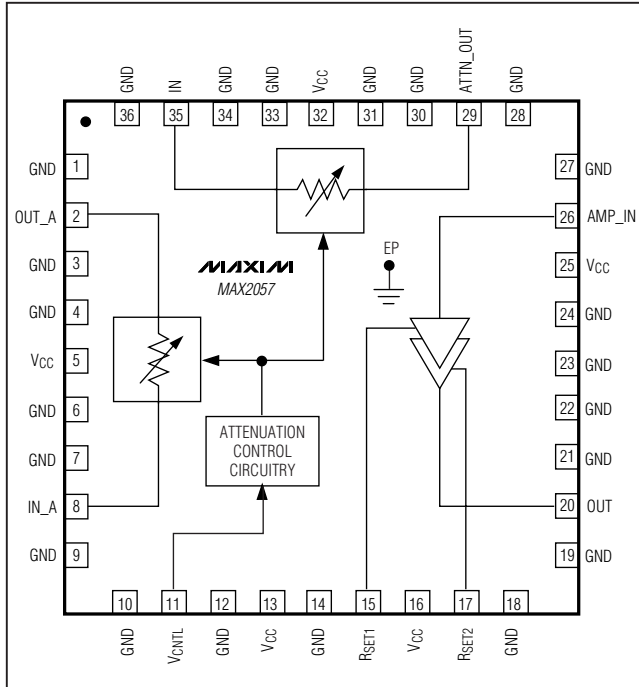 GND
IN
GND
GND
VCC
GND
GND
ATTN_OUT
GND
36
35
34
33
32
31
30
29
28
GND 1
OUT_A 2
GND 3
GND 4
VCC 5
GND 6
GND 7
IN_A 8
GND 9
MAXIM
MAX2057
EP
ATTENUATION
CONTROL
CIRCUITRY
27 GND
26 AMP_IN
25 VCC
24 GND
23 GND
22 GND
21 GND
20 OUT
19 GND
10
11
12
13
14
15
16
17
18
GND
VCNTL
GND
VCC
GND
RSET1
VCC
RSET2
GND